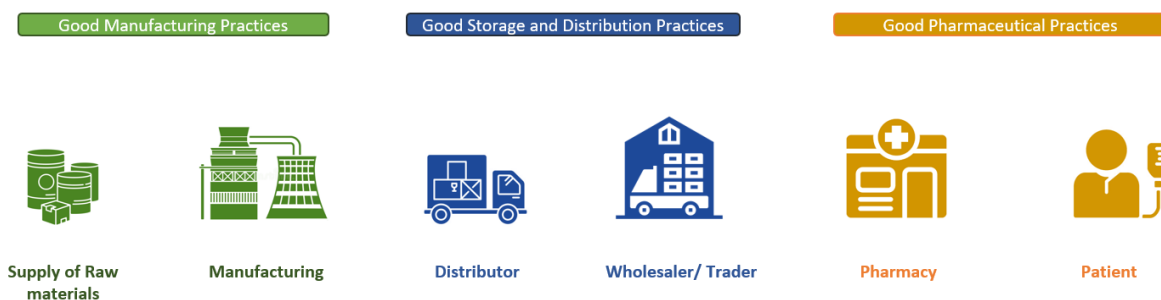 Good Manufacturing Practices
Good Storage and Distribution Practices
Good Pharmaceutical Practices
Supply of Raw
materials
Manufacturing
Distributor
Wholesaler/ Trader
Pharmacy
Patient